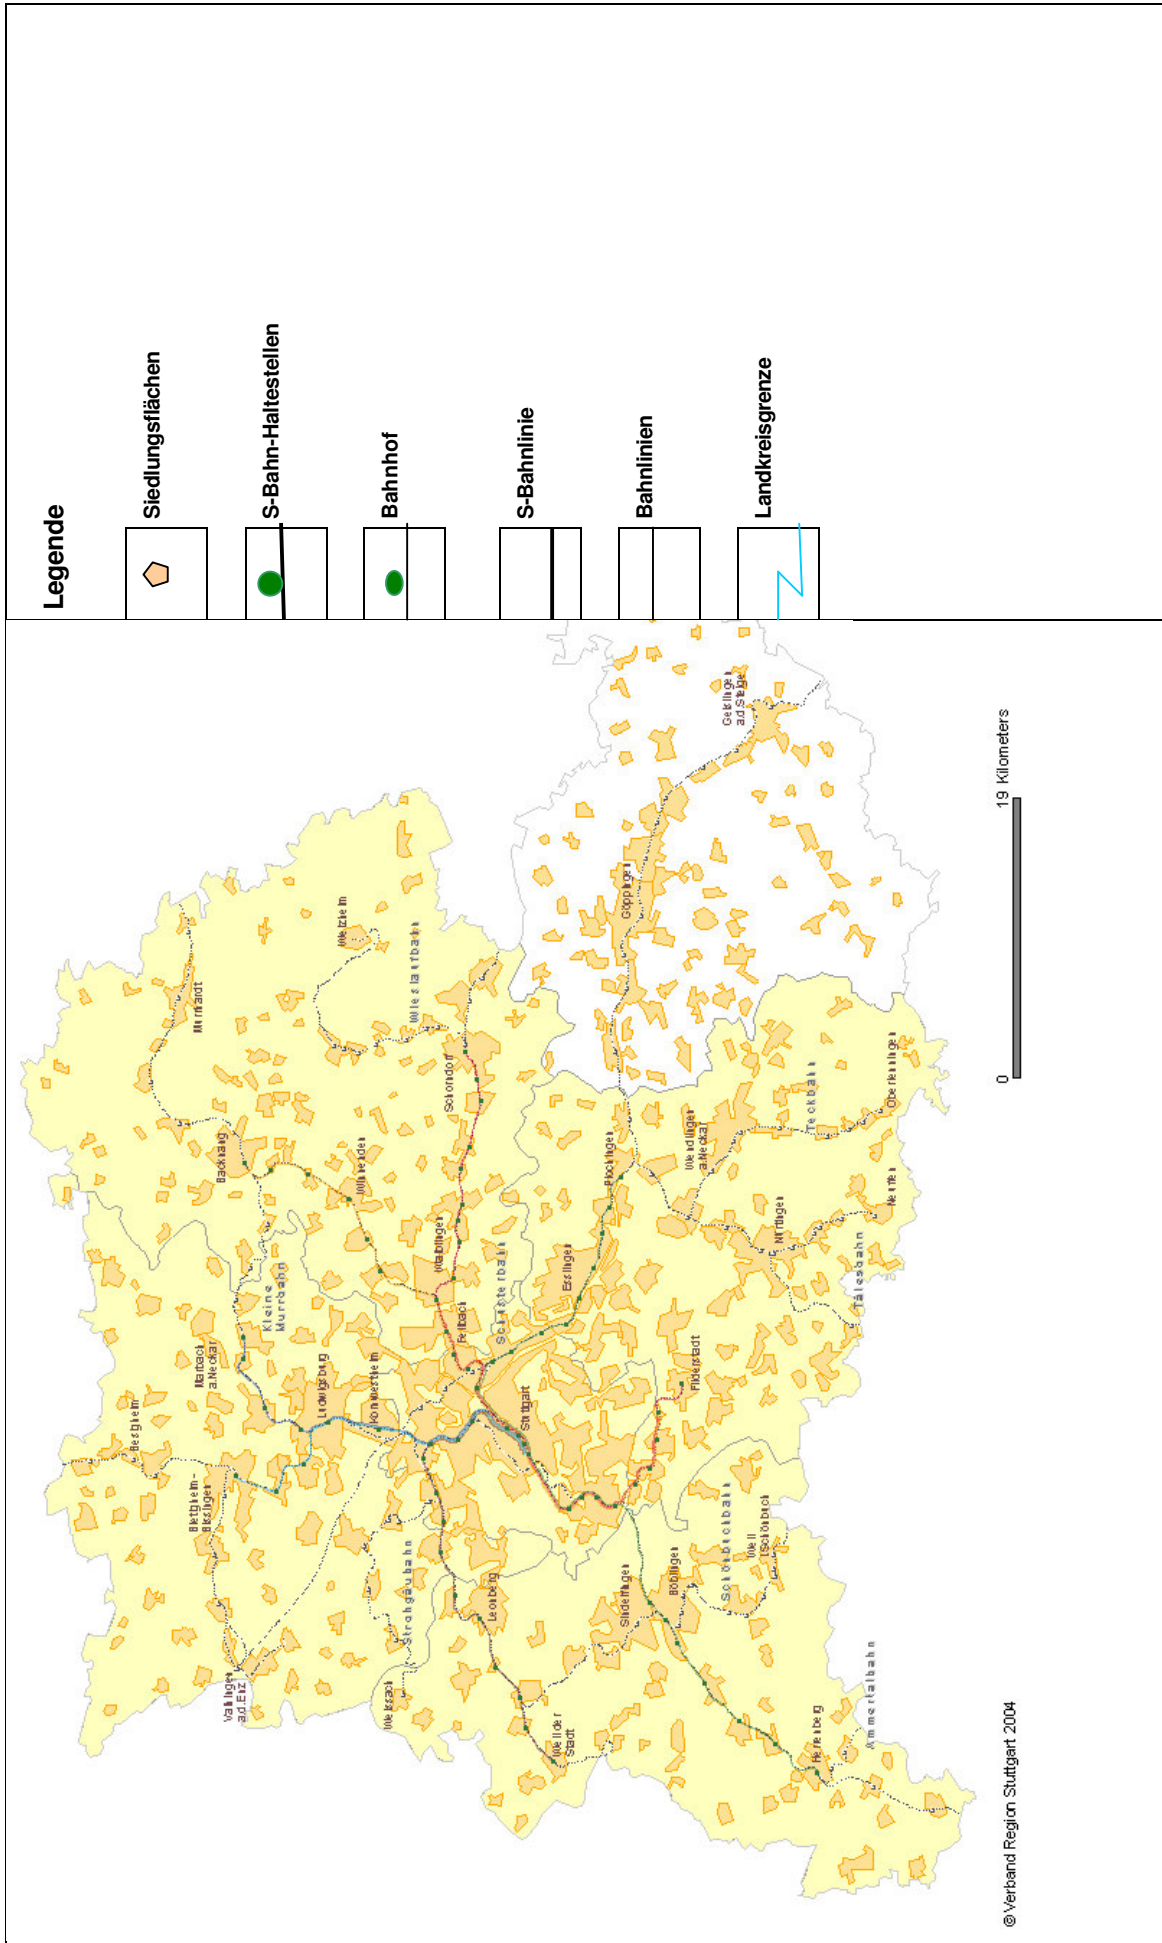 Legende
Siedlungsflächen
S-Bahn-Haltestellen
Bahnhof
S-Bahnlinie
Bahnlinien
Landkreisgrenze
Vaihingen
a.d.Enz
Bietigheim-
Bissingen
Besigheim
Marbach
a.Neckar
Kleine
Murrbahn
Backnang
Murrhardt
Ludwigsburg
Kornwestheim
Winnenden
Welzheim
Wieslaufbahn
Weissach
Strohgäubahn
Leonberg
Weil der
Stadt
Fellbach
Waiblingen
Schorndorf
Schusterbahn
Stuttgart
Esslingen
Plochingen
Göppingen
Geislingen
a.d.Steige
Sindelfingen
Böblingen
Schönbuchbahn
Weil
i.Schönbuch
Filderstadt
Wendlingen
a.Neckar
Nürtingen
Teckbahn
Oberlenningen
Neuffen
Tälesbahn
Herrenberg
Ammertalbahn
0 19 Kilometers
© Verband Region Stuttgart 2004